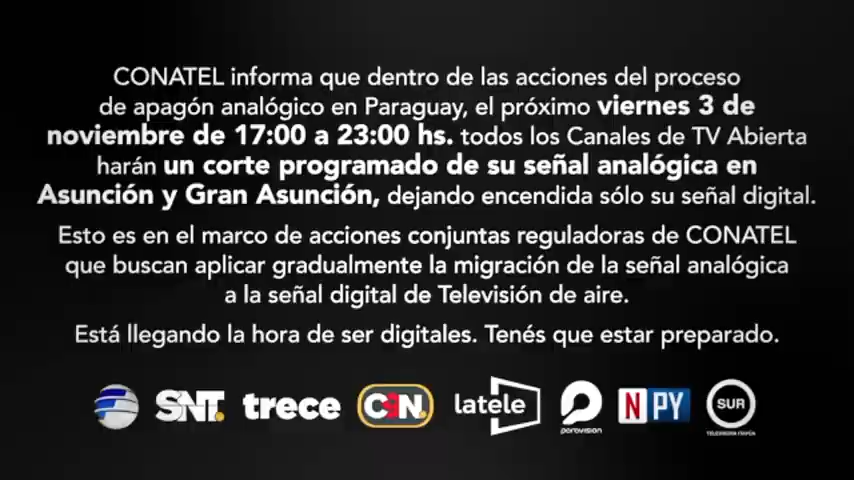 CONATEL informa que dentro de las acciones del proceso
de apagón analógico en Paraguay, el próximo viernes 3 de
noviembre de 17:00 a 23:00 hs. todos los Canales de TV Abierta
harán un corte programado de su señal analógica en
Asunción y Gran Asunción, dejando encendida sólo su señal digital.
Esto es en el marco de acciones conjuntas reguladoras de CONATEL
que buscan aplicar gradualmente la migración de la señal analógica
a la señal digital de Televisión de aire.
Está llegando la hora de ser digitales. Tenés que estar preparado.
SNT. trece C9N. latele paravision NPY SUR
TELEVISION ITAPÚA